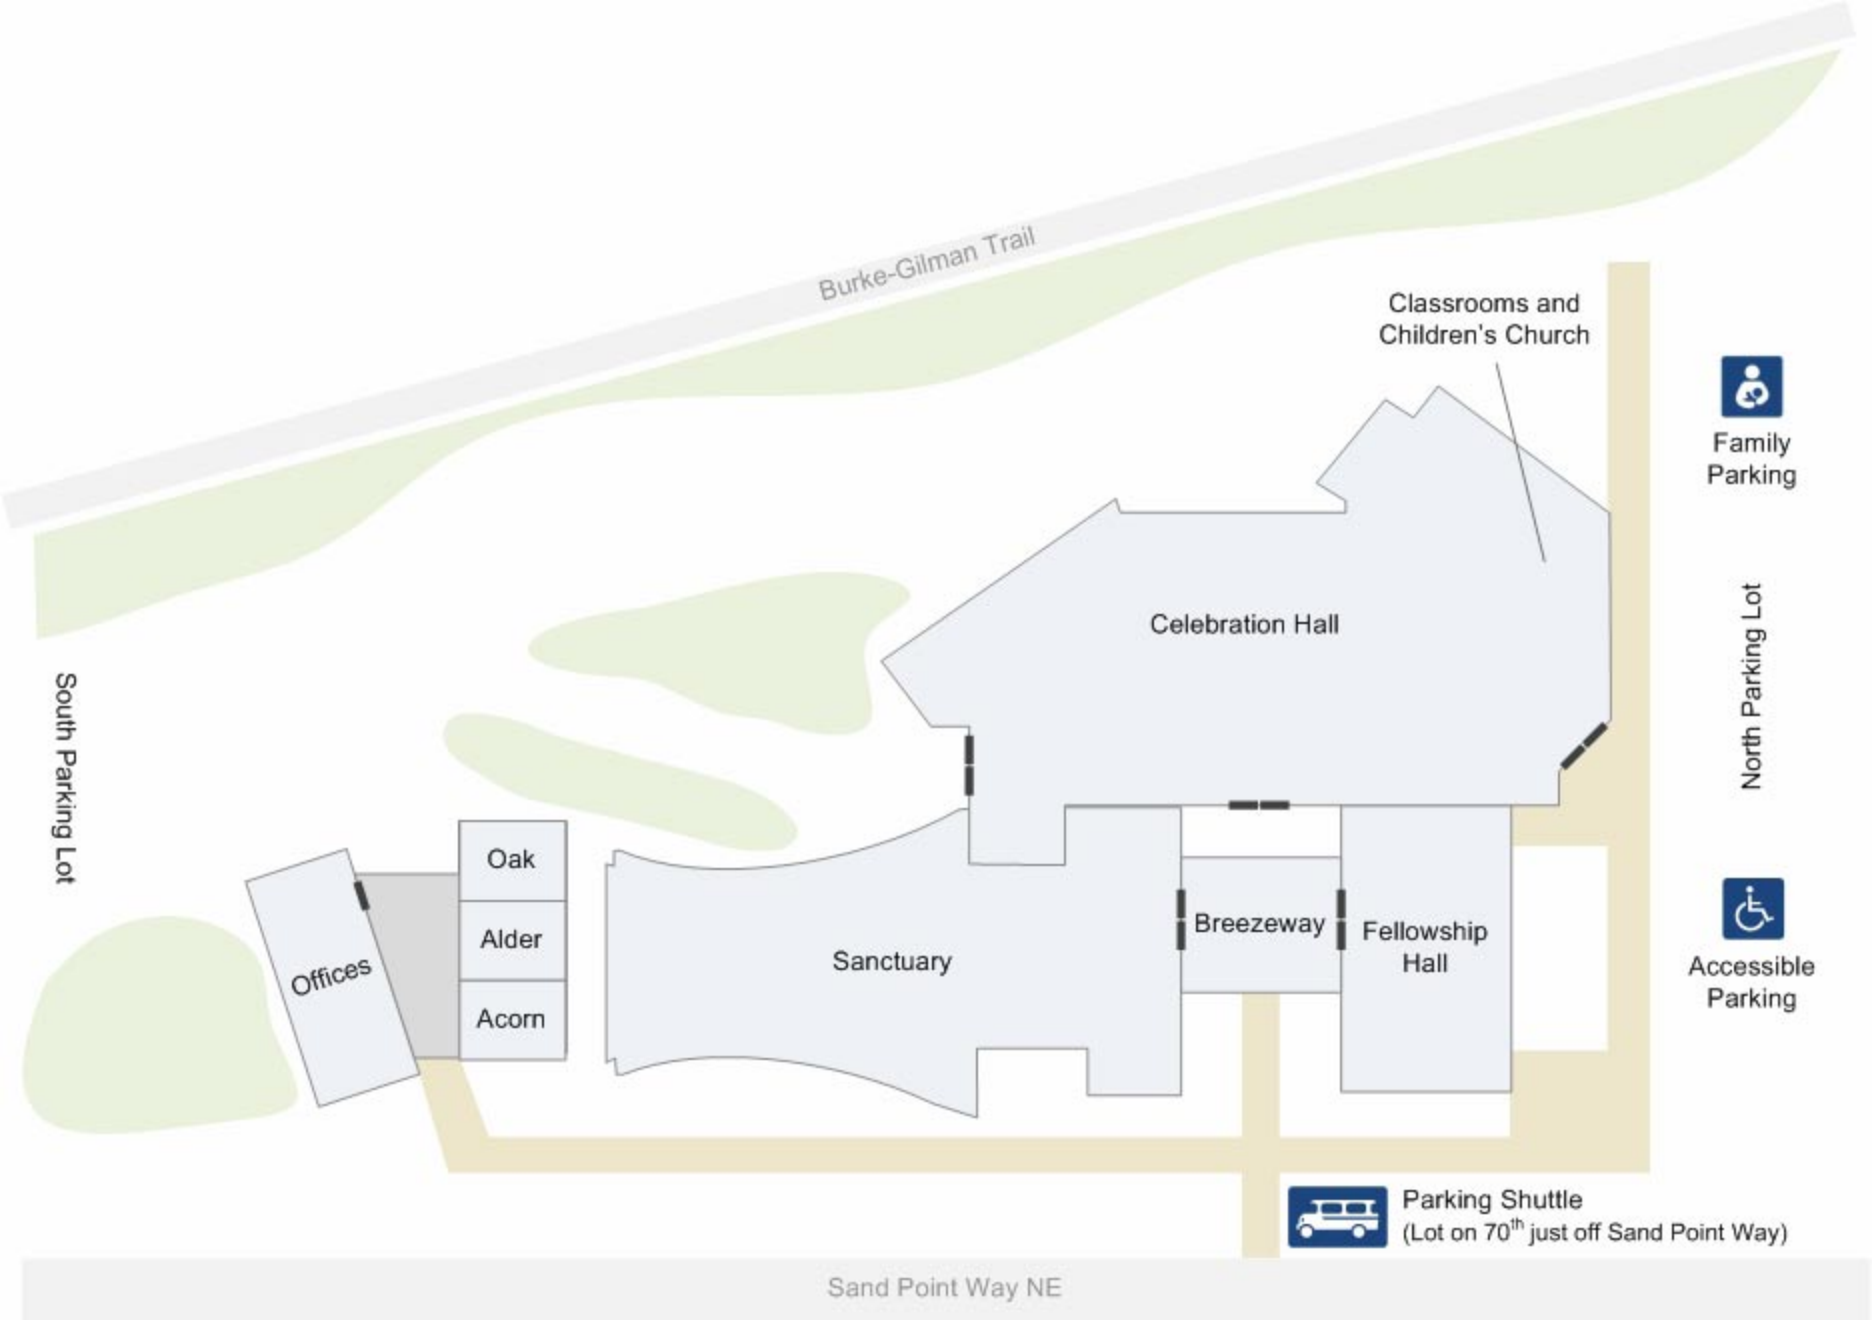 Burke-Gilman Trail
Classrooms and
Children's Church
Family
Parking
Celebration Hall
North Parking Lot
South Parking Lot
Oak
Alder
Acorn
Offices
Sanctuary
Breezeway
Fellowship
Hall
Accessible
Parking
Parking Shuttle
(Lot on 70th just off Sand Point Way)
Sand Point Way NE